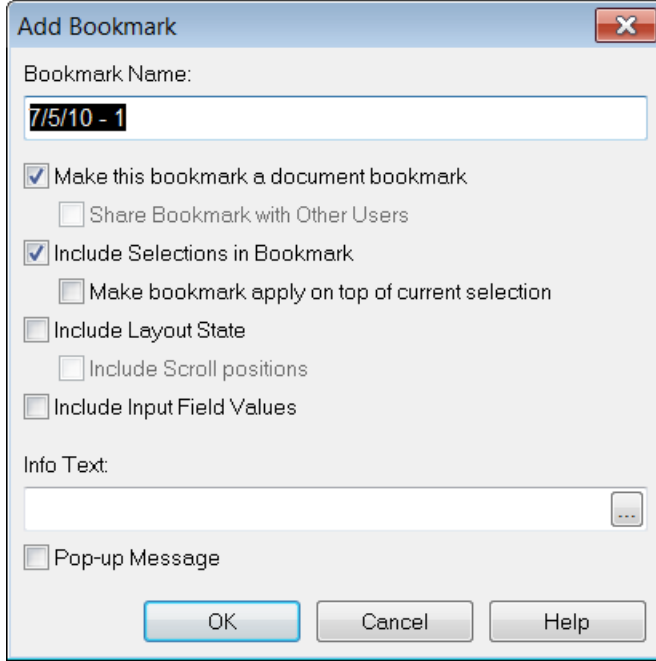 Add Bookmark
Bookmark Name:
7/5/10 - 1
Make this bookmark a document bookmark
Share Bookmark with Other Users
Include Selections in Bookmark
Make bookmark apply on top of current selection
Include Layout State
Include Scroll positions
Include Input Field Values
Info Text:
...
Pop-up Message
OK Cancel Help